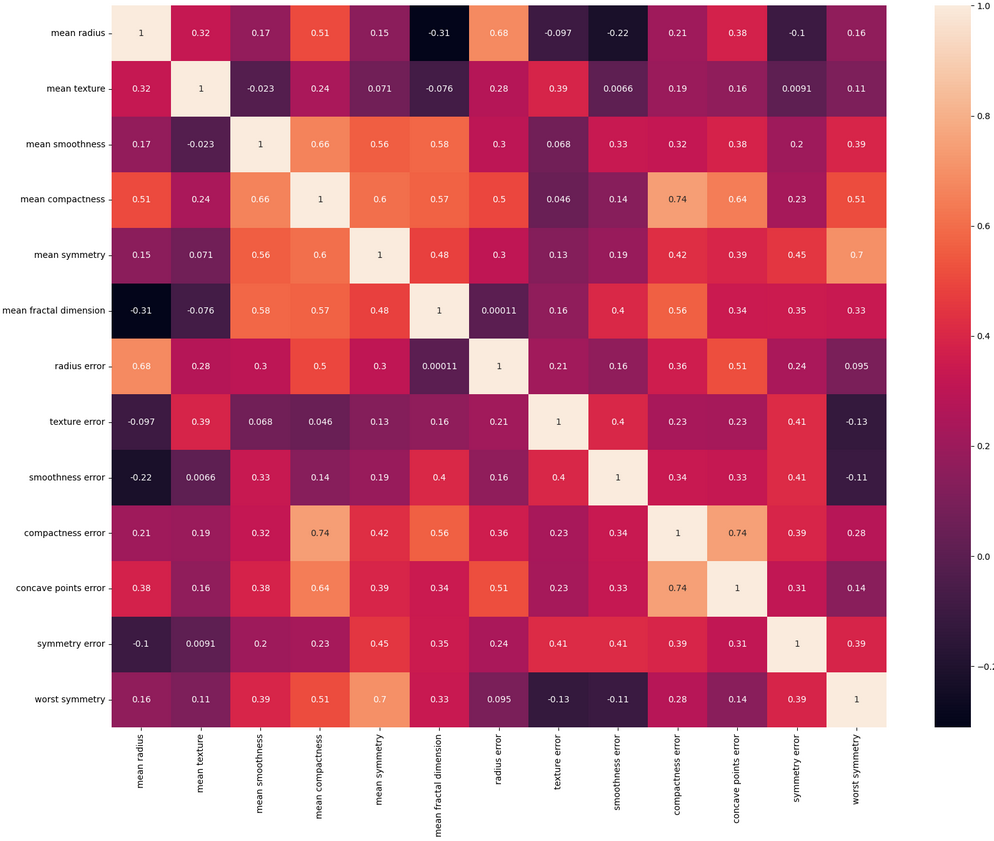 mean radius 1 0.32 0.17 0.51 0.15 -0.31 0.68 -0.097 -0.22 0.21 0.38 -0.1 0.16
mean texture 0.32 1 -0.023 0.24 0.071 -0.076 0.28 0.39 0.0066 0.19 0.16 0.0091 0.11
mean smoothness 0.17 -0.023 1 0.66 0.56 0.58 0.3 0.068 0.33 0.32 0.38 0.2 0.39
mean compactness 0.51 0.24 0.66 1 0.6 0.57 0.5 0.046 0.14 0.74 0.64 0.23 0.51
mean symmetry 0.15 0.071 0.56 0.6 1 0.48 0.3 0.13 0.19 0.42 0.39 0.45 0.7
mean fractal dimension -0.31 -0.076 0.58 0.57 0.48 1 0.00011 0.16 0.4 0.56 0.34 0.35 0.33
radius error 0.68 0.28 0.3 0.5 0.3 0.00011 1 0.21 0.16 0.36 0.51 0.24 0.095
texture error -0.097 0.39 0.068 0.046 0.13 0.16 0.21 1 0.4 0.23 0.23 0.41 -0.13
smoothness error -0.22 0.0066 0.33 0.14 0.19 0.4 0.16 0.4 1 0.34 0.33 0.41 -0.11
compactness error 0.21 0.19 0.32 0.74 0.42 0.56 0.36 0.23 0.34 1 0.74 0.39 0.28
concave points error 0.38 0.16 0.38 0.64 0.39 0.34 0.51 0.23 0.33 0.74 1 0.31 0.14
symmetry error -0.1 0.0091 0.2 0.23 0.45 0.35 0.24 0.41 0.41 0.39 0.31 1 0.39
worst symmetry 0.16 0.11 0.39 0.51 0.7 0.33 0.095 -0.13 -0.11 0.28 0.14 0.39 1
mean radius
mean texture
mean smoothness
mean compactness
mean symmetry
mean fractal dimension
radius error
texture error
smoothness error
compactness error
concave points error
symmetry error
worst symmetry
1.0
0.8
0.6
0.4
0.2
0.0